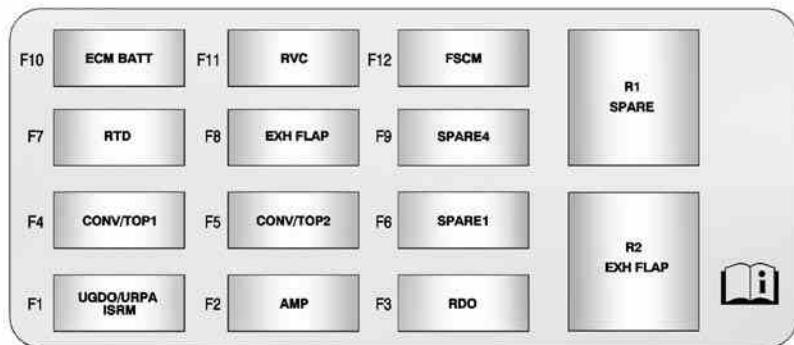 F10 ECM BATT F11 RVC F12 FSCM
R1
SPARE
F7 RTD F8 EXH FLAP F9 SPARE4
F4 CONV/TOP1 F5 CONV/TOP2 F6 SPARE1
R2
EXH FLAP
F1 UGDO/URPA
ISRM
F2 AMP F3 RDO
i